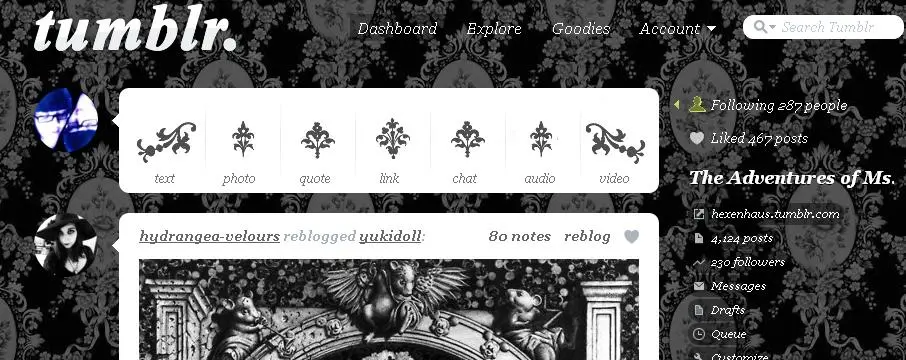 tumblr.
Dashboard Explore Goodies Account Search Tumblr
text photo quote link chat audio video
hydrangea-velours reblogged yukidoll: 80 notes reblog
Following 287 people
Liked 467 posts
The Adventures of Ms.
hexenhaus.tumblr.com
4,124 posts
230 followers
Messages
Drafts
Queue
Customize